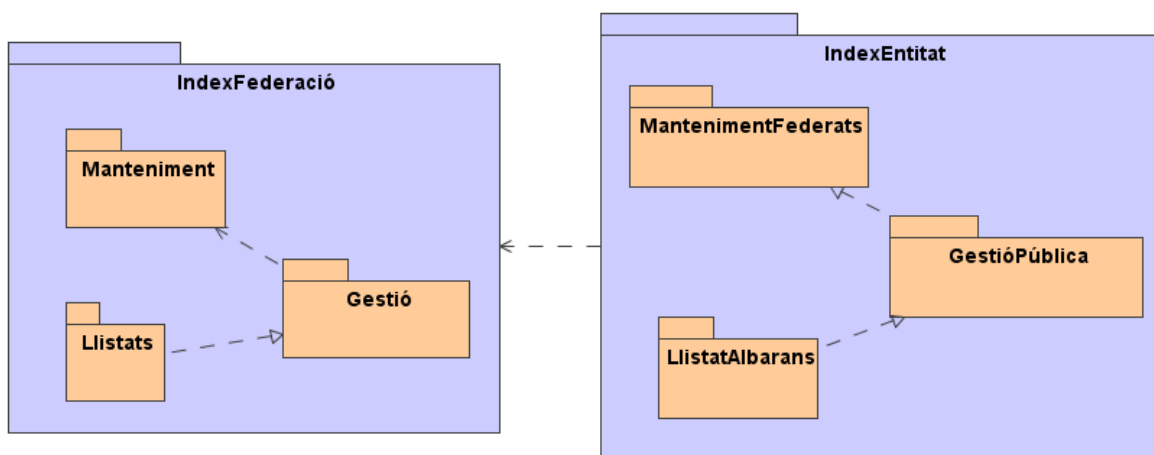 IndexFederació
Manteniment
Gestió
Llistats
IndexEntitat
MantenimentFederats
GestióPública
LlistatAlbarans